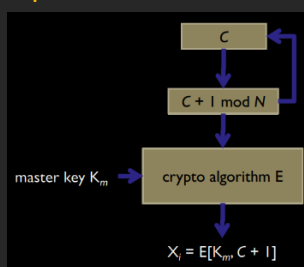 C
C + 1 mod N
master key Kₘ
crypto algorithm E
Xᵢ = E[Kₘ, C + 1]